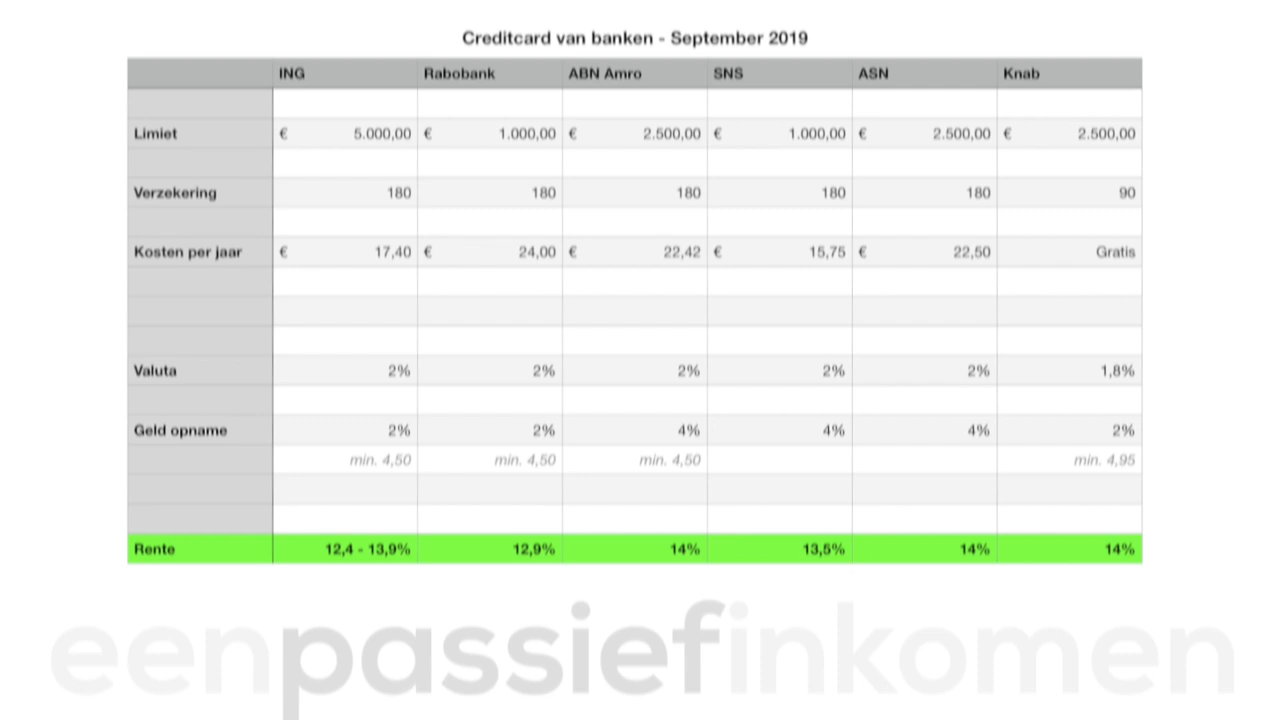 Creditcard van banken - September 2019
ING Rabobank ABN Amro SNS ASN Knab
Limiet € 5.000,00 € 1.000,00 € 2.500,00 € 1.000,00 € 2.500,00 € 2.500,00
Verzekering 180 180 180 180 180 90
Kosten per jaar € 17,40 € 24,00 € 22,42 € 15,75 € 22,50 Gratis
Valuta 2% 2% 2% 2% 2% 1,8%
Geld opname 2% 2% 4% 4% 4% 2%
min. 4,50 min. 4,50 min. 4,50 min. 4,95
Rente 12,4 - 13,9% 12,9% 14% 13,5% 14% 14%
eenpassiefinkomen